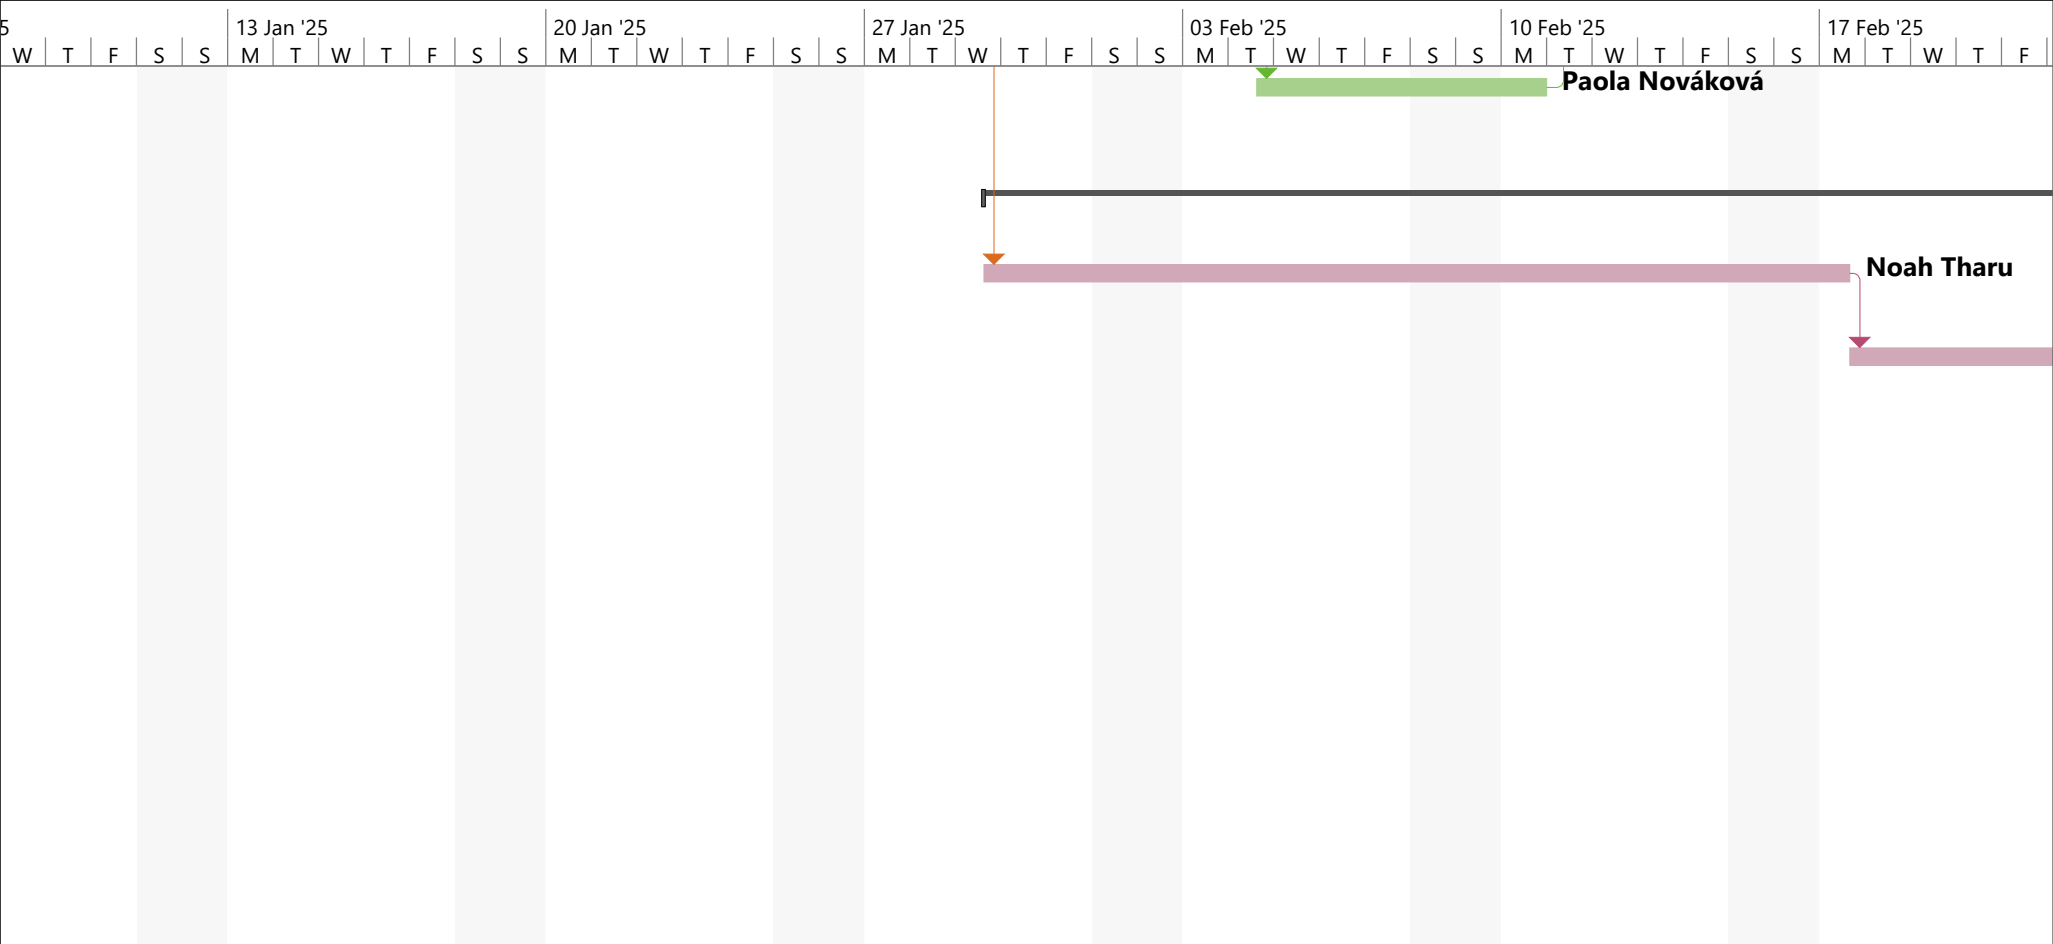 5 13 Jan '25 20 Jan '25 27 Jan '25 03 Feb '25 10 Feb '25 17 Feb '25
W T F S S M T W T F S S M T W T F S S M T W T F S S M T W T F S S M T W T F S S M T W T F
Paola Nováková
Noah Tharu